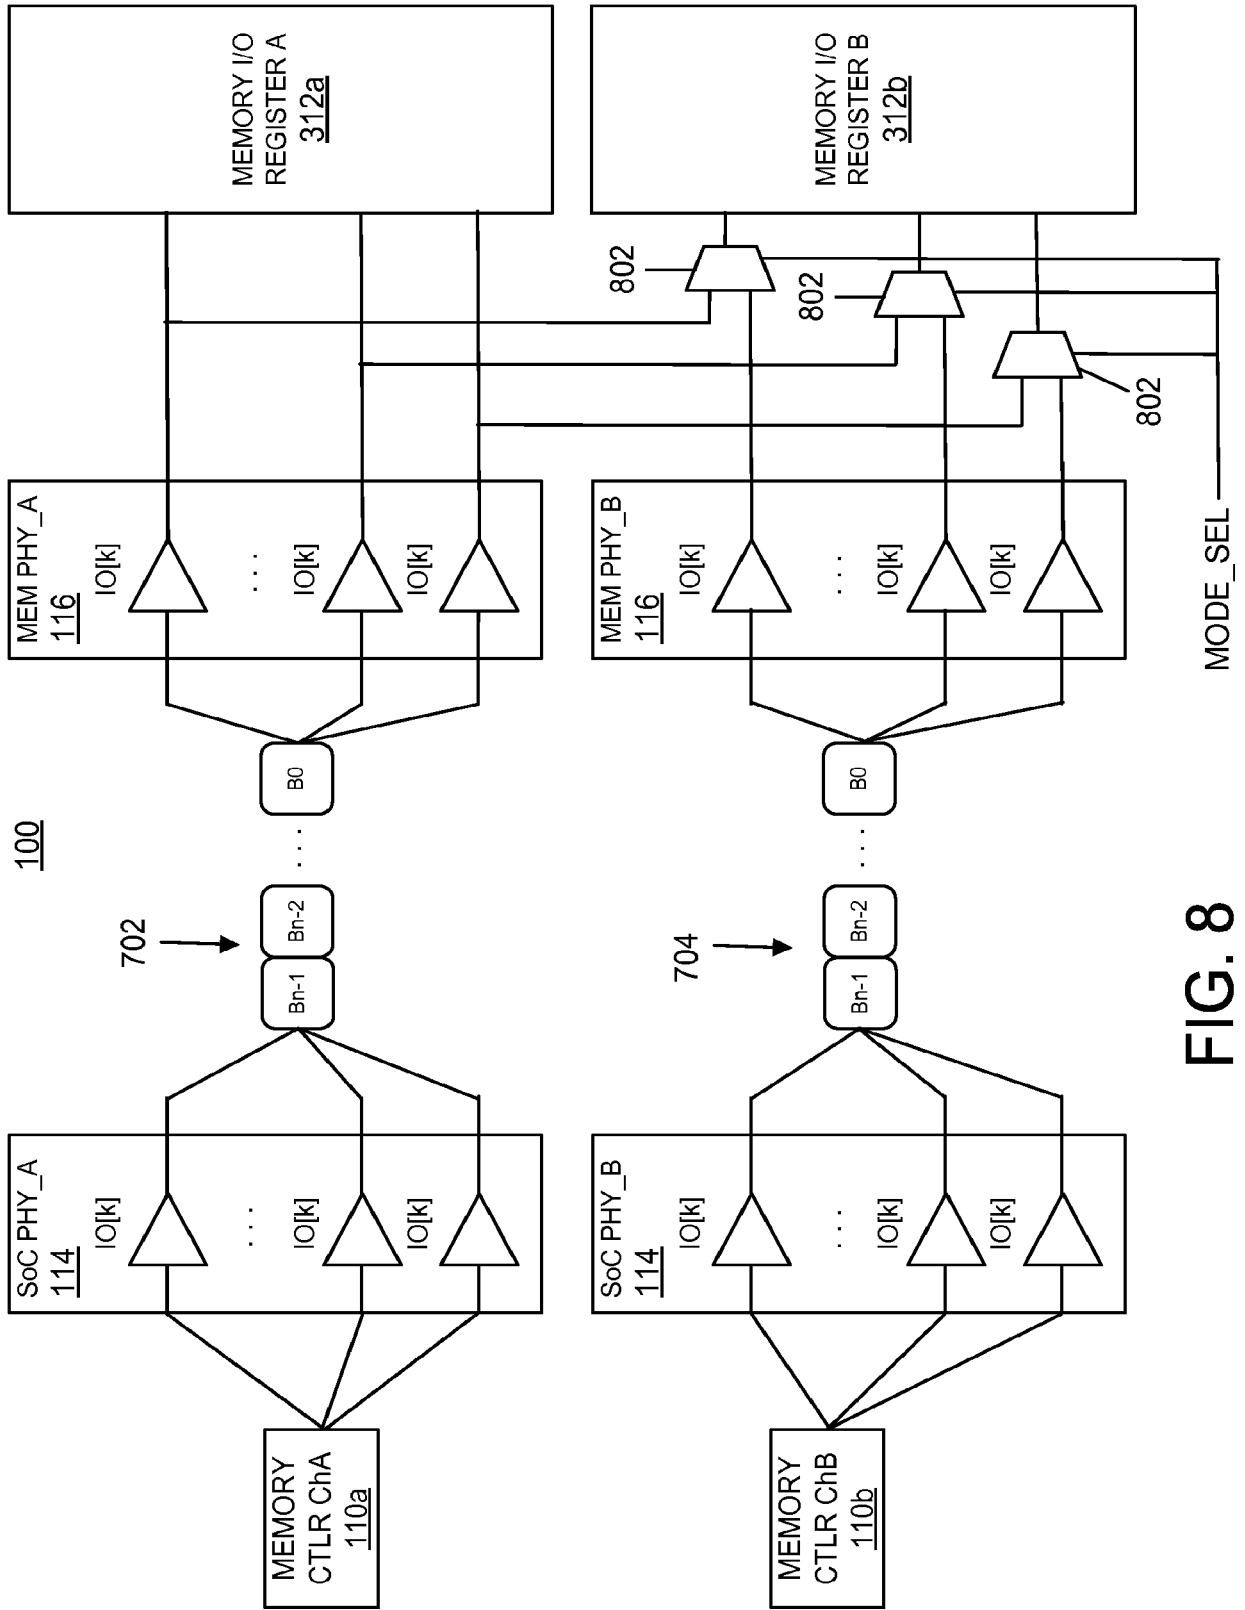 100
MEMORY
CTLR ChA
110a
SoC PHY_A
114
IO[k]
. . .
IO[k]
IO[k]
702
Bn-1
Bn-2
. . .
B0
MEM PHY_A
116
IO[k]
. . .
IO[k]
IO[k]
MEMORY I/O
REGISTER A
312a
MEMORY
CTLR ChB
110b
SoC PHY_B
114
IO[k]
. . .
IO[k]
IO[k]
704
Bn-1
Bn-2
. . .
B0
MEM PHY_B
116
IO[k]
. . .
IO[k]
IO[k]
802
802
802
MEMORY I/O
REGISTER B
312b
MODE_SEL
FIG. 8